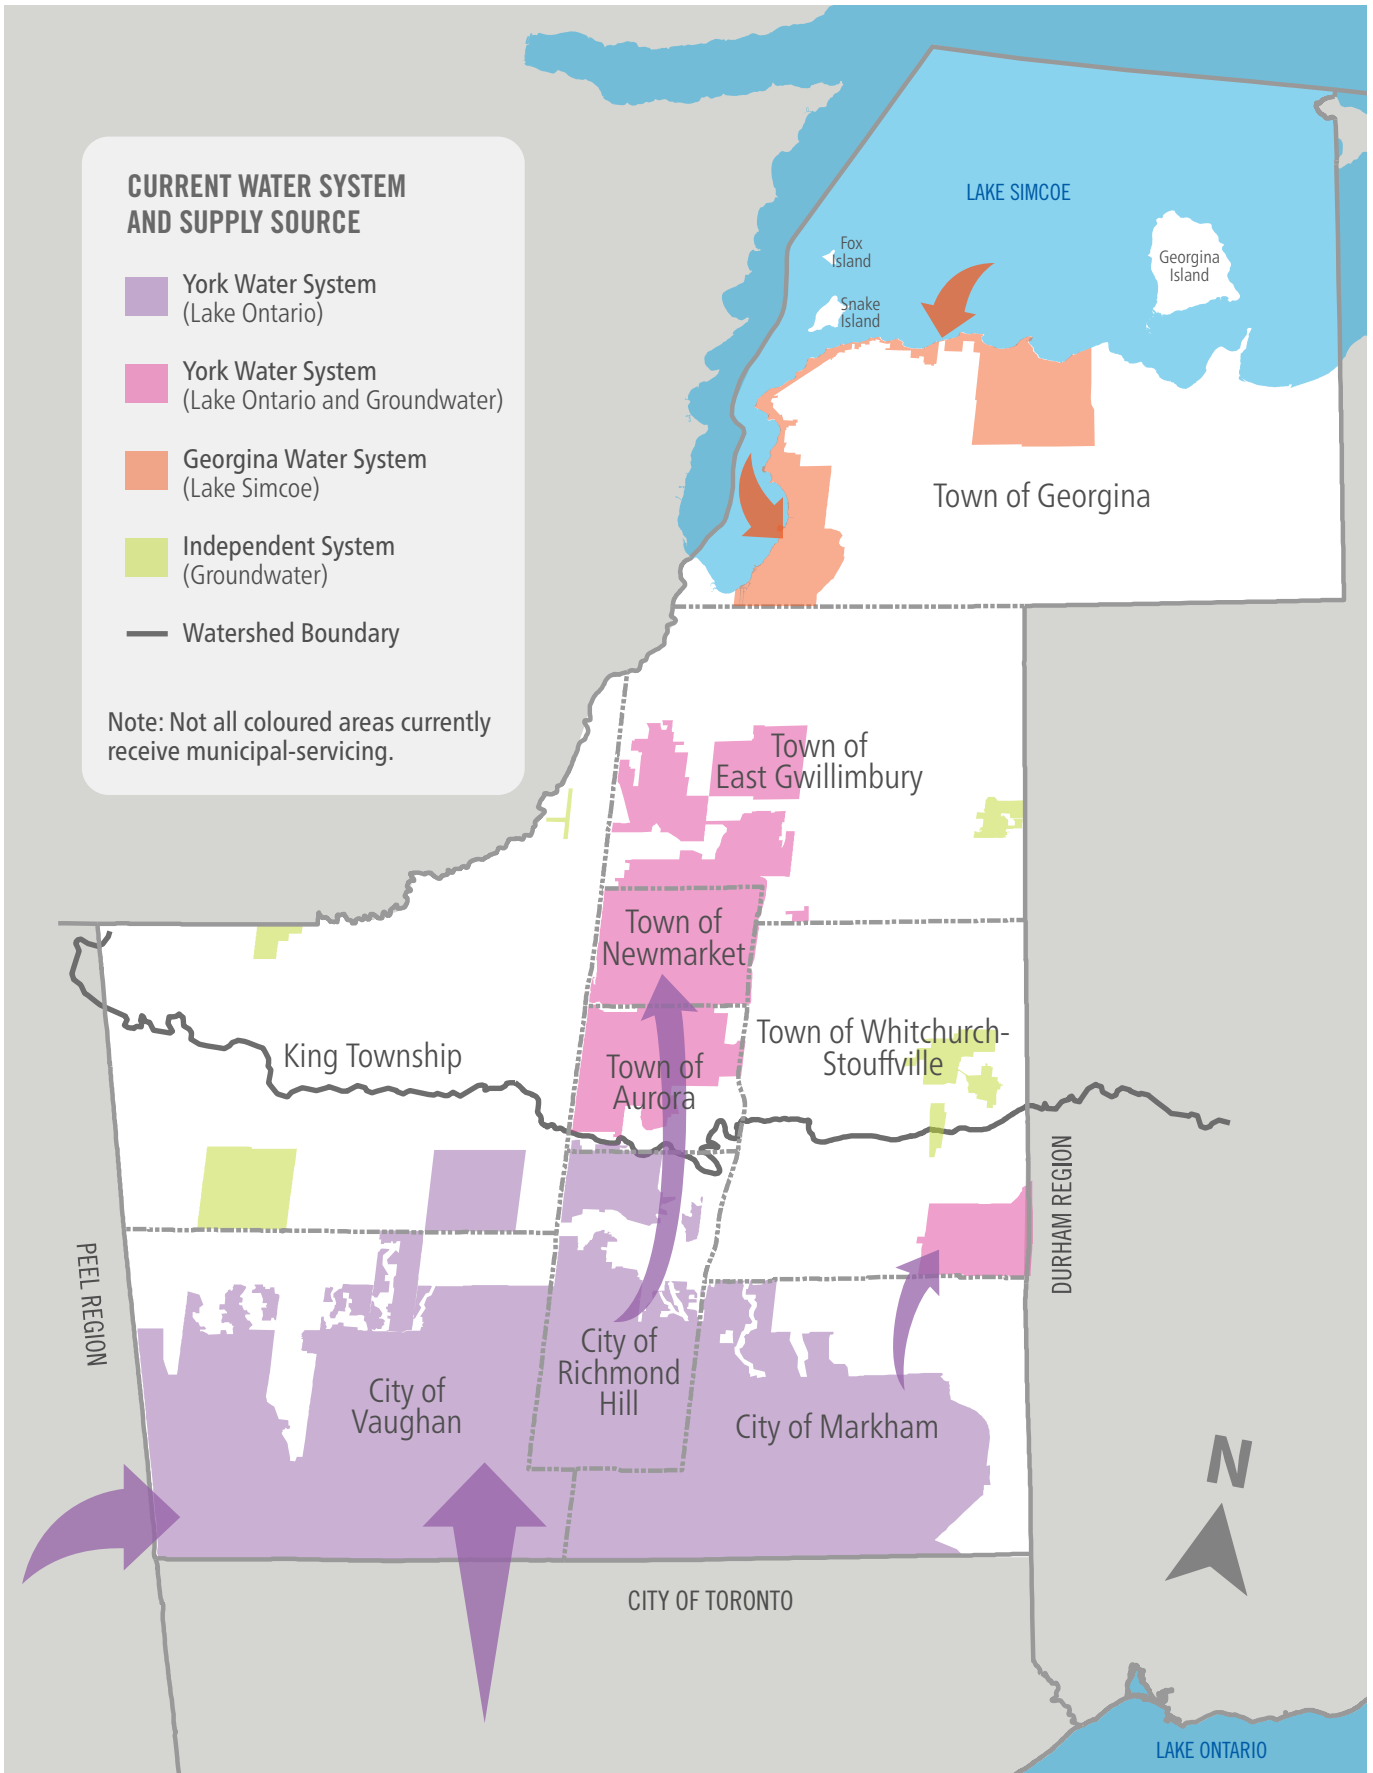 CURRENT WATER SYSTEM
AND SUPPLY SOURCE
York Water System
(Lake Ontario)
York Water System
(Lake Ontario and Groundwater)
Georgina Water System
(Lake Simcoe)
Independent System
(Groundwater)
Watershed Boundary
Note: Not all coloured areas currently
receive municipal-servicing.
LAKE SIMCOE
Fox
Island
Georgina
Island
Snake
Island
Town of Georgina
Town of
East Gwillimbury
Town of
Newmarket
Town of Whitchurch-
Stouffville
King Township
Town of
Aurora
PEEL REGION
DURHAM REGION
City of
Richmond
Hill
City of
Vaughan
City of Markham
N
CITY OF TORONTO
LAKE ONTARIO